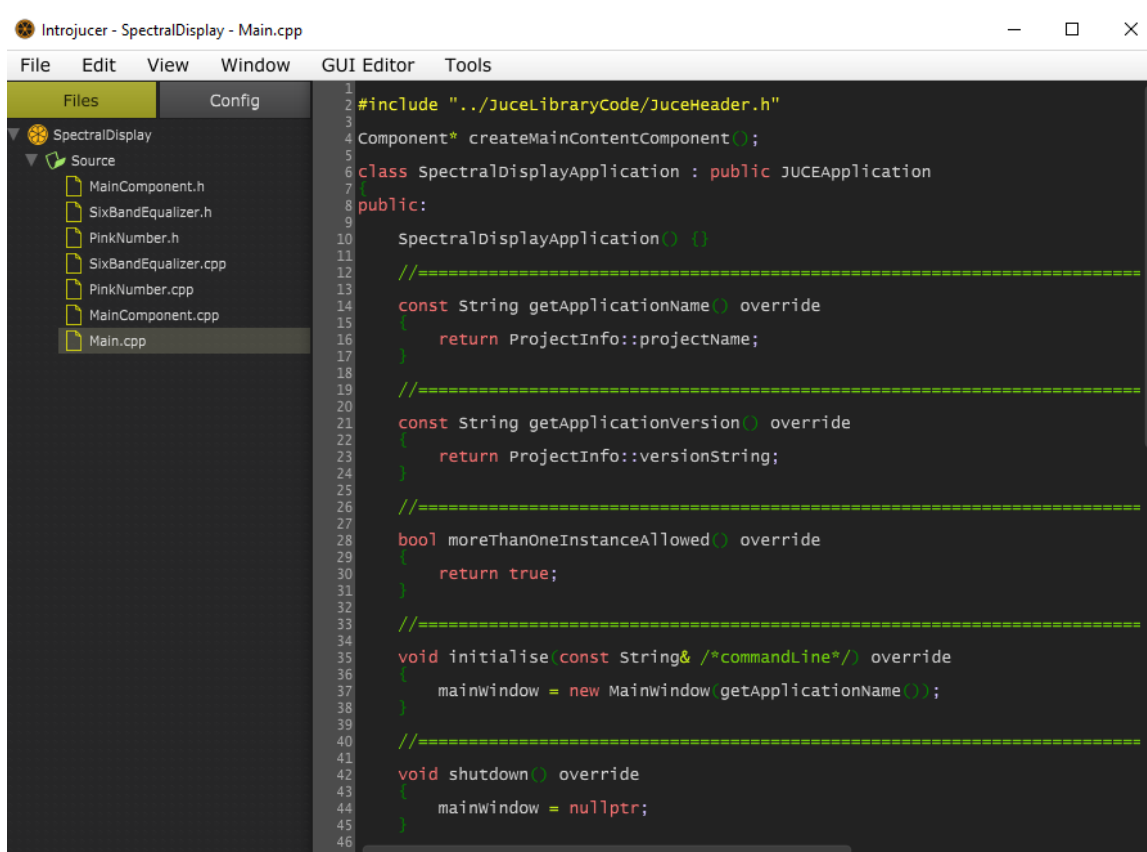 Introjucer - SpectralDisplay - Main.cpp
File Edit View Window GUI Editor Tools
Files Config
SpectralDisplay
Source
MainComponent.h
SixBandEqualizer.h
PinkNumber.h
SixBandEqualizer.cpp
PinkNumber.cpp
MainComponent.cpp
Main.cpp
1
2 #include "../JuceLibraryCode/JuceHeader.h"
3
4 Component* createMainContentComponent();
5
6 class SpectralDisplayApplication : public JUCEApplication
7 {
8 public:
9
10     SpectralDisplayApplication() {}
11
12     //========================================================================
13
14     const String getApplicationName() override
15     {
16         return ProjectInfo::projectName;
17     }
18
19     //========================================================================
20
21     const String getApplicationVersion() override
22     {
23         return ProjectInfo::versionString;
24     }
25
26     //========================================================================
27
28     bool moreThanOneInstanceAllowed() override
29     {
30         return true;
31     }
32
33     //========================================================================
34
35     void initialise(const String& /*commandLine*/) override
36     {
37         mainWindow = new MainWindow(getApplicationName());
38     }
39
40     //========================================================================
41
42     void shutdown() override
43     {
44         mainWindow = nullptr;
45     }
46